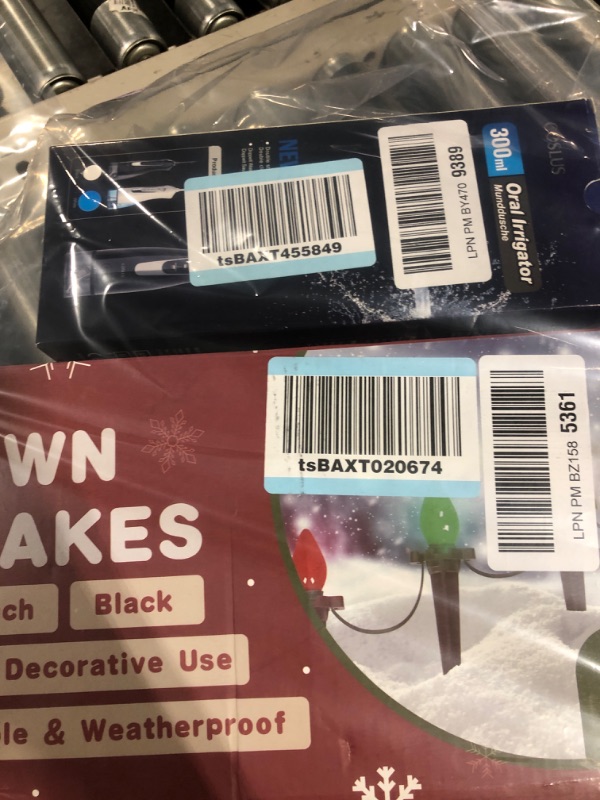 300ml
Oral Irrigator
Munddusche
NE
tsBAXT455849
LPN PM BY470 9389
tsBAXT020674
LPN PM BZ158 5361
WN
AKES
ch
Black
Decorative Use
le & Weatherproof